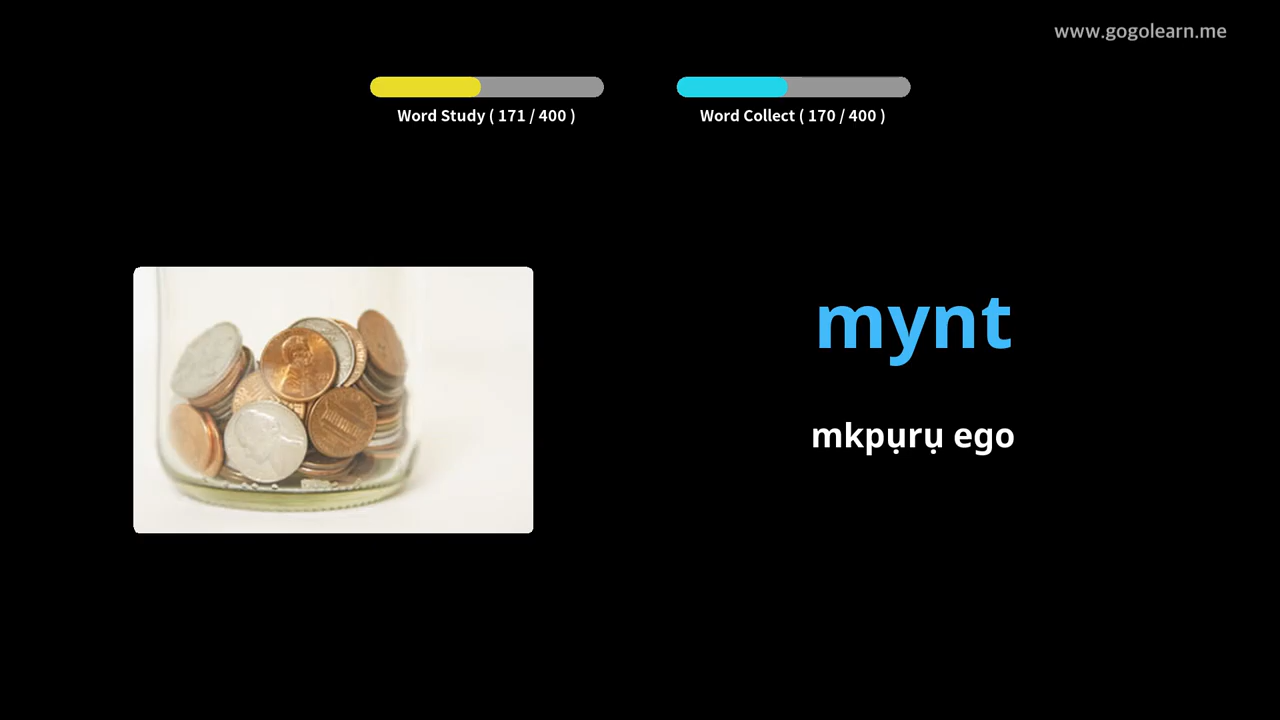 www.gogolearn.me
Word Study ( 171 / 400 )
Word Collect ( 170 / 400 )
mynt
mkpụrụ ego